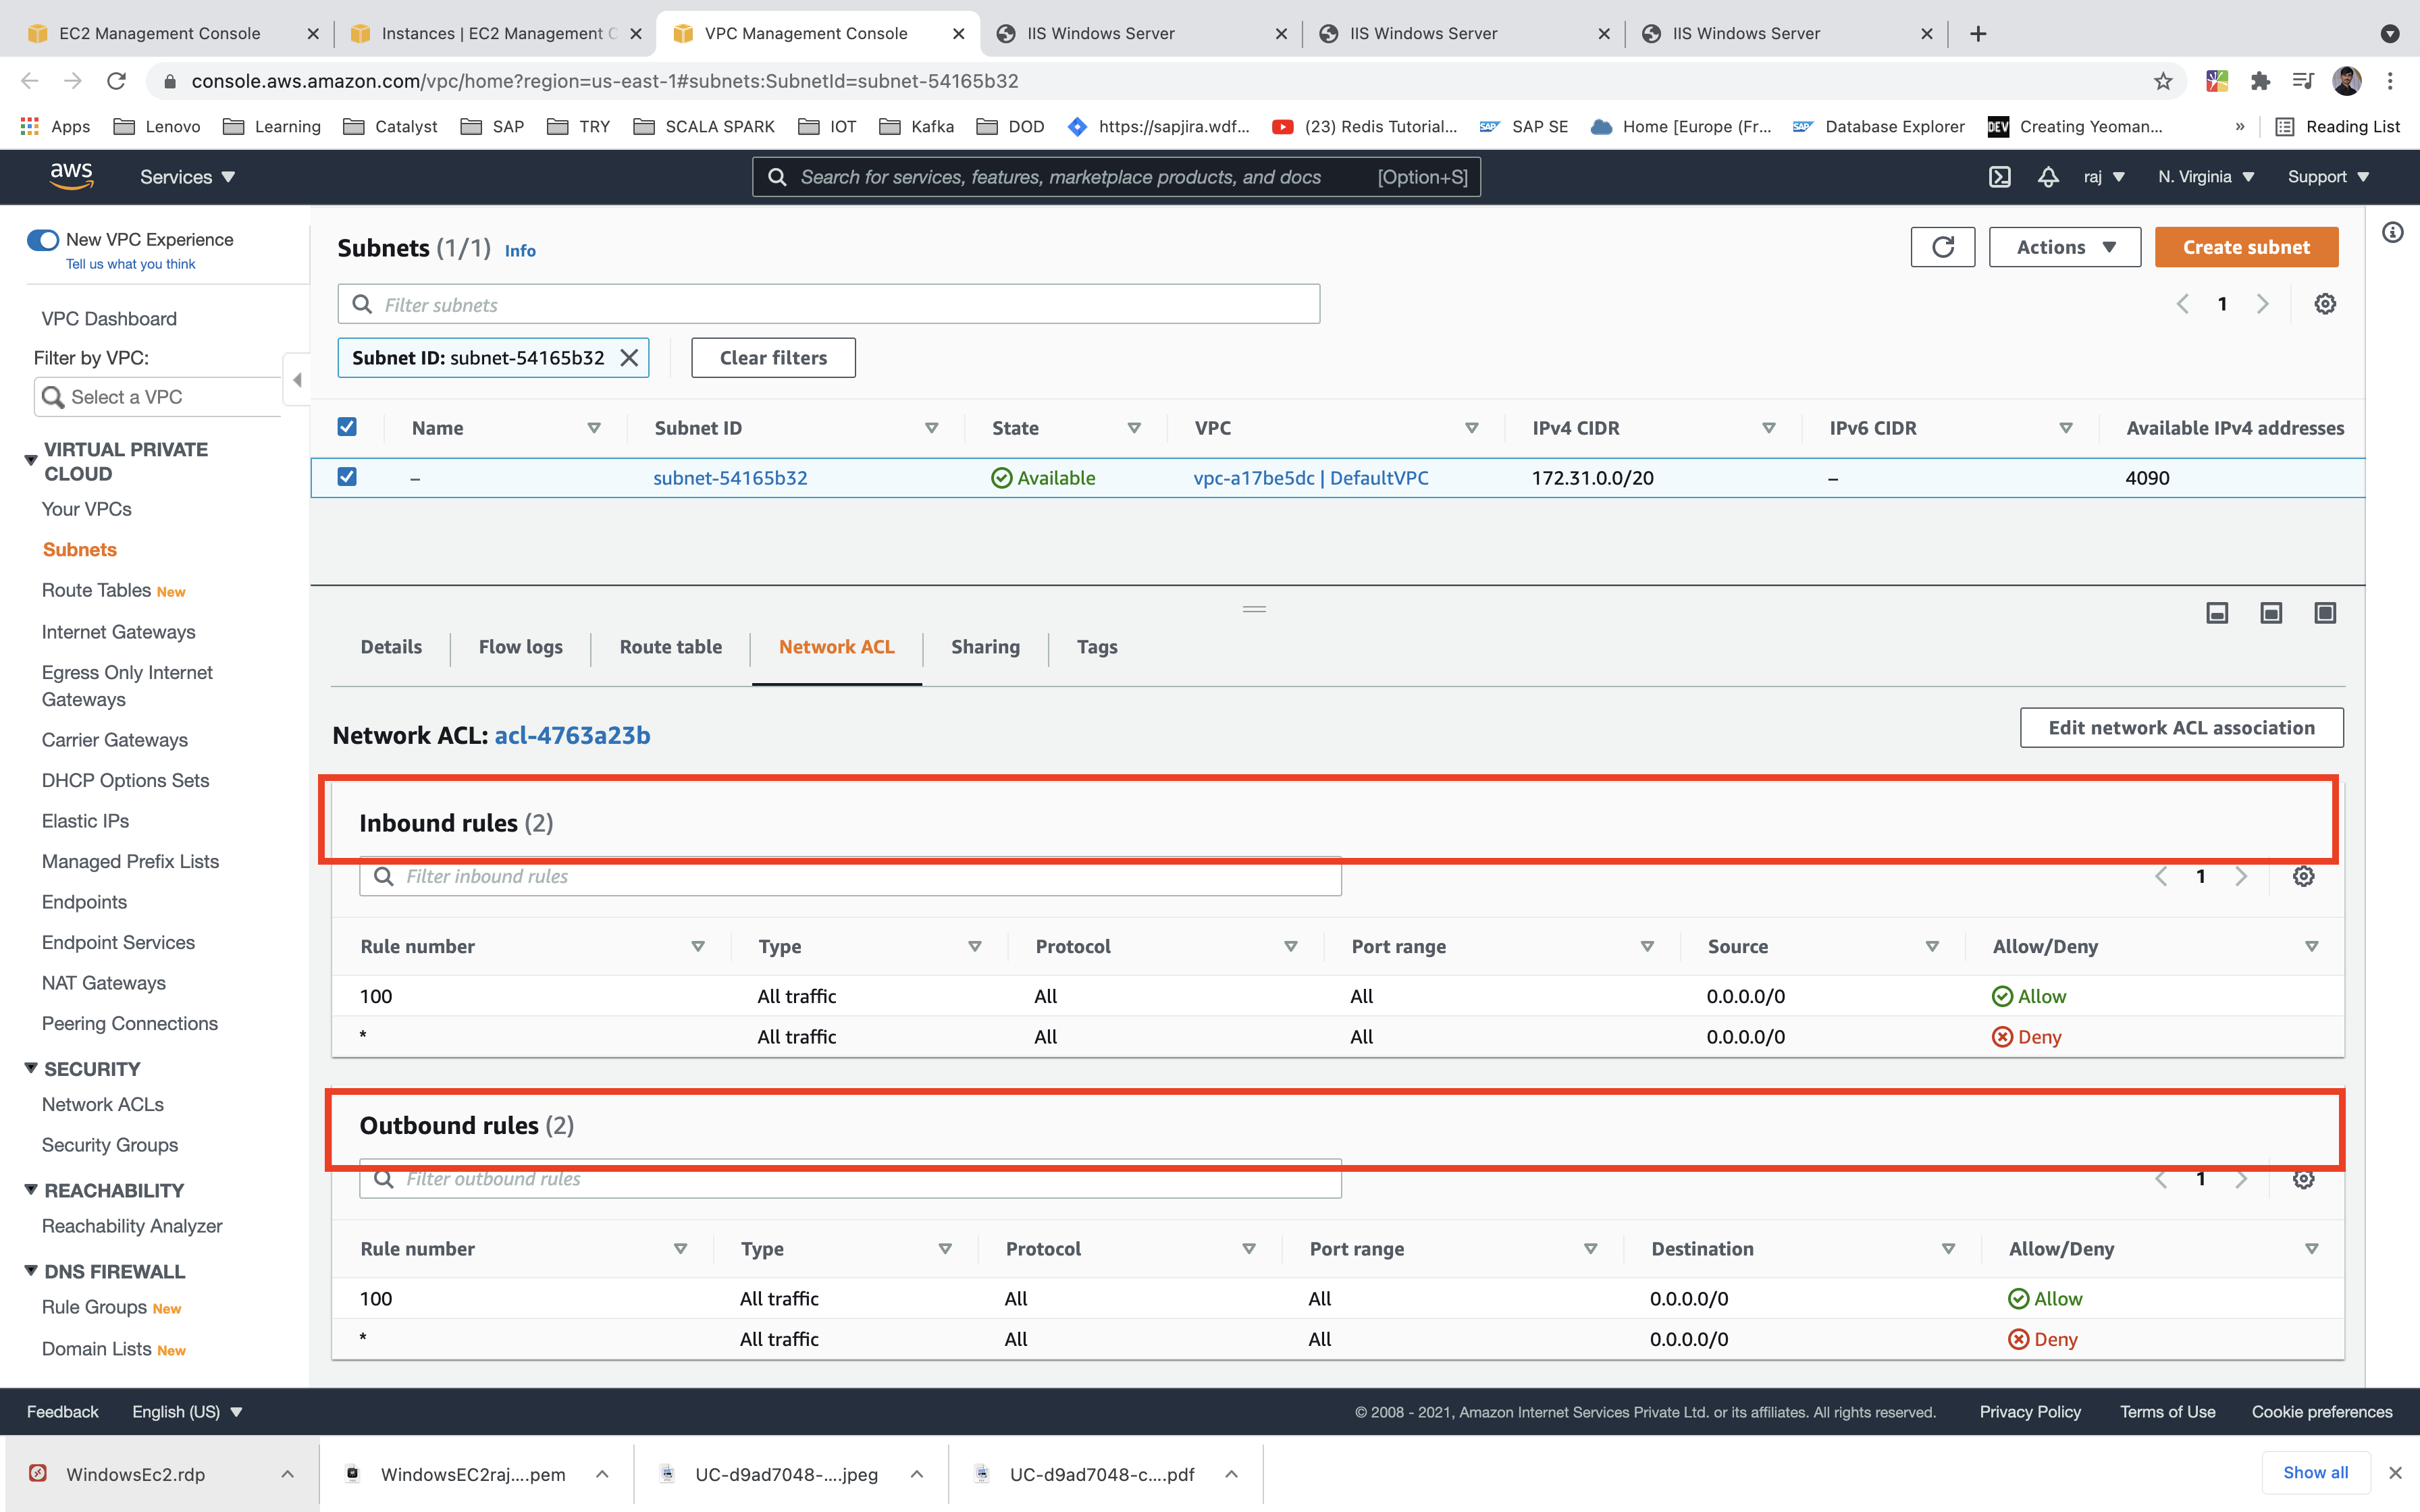 EC2 Management Console
Instances | EC2 Management C
VPC Management Console
IIS Windows Server
IIS Windows Server
IIS Windows Server
console.aws.amazon.com/vpc/home?region=us-east-1#subnets:SubnetId=subnet-54165b32
Apps Lenovo Learning Catalyst SAP TRY SCALA SPARK IOT Kafka DOD https://sapjira.wdf... (23) Redis Tutorial... SAP SE Home [Europe (Fr... Database Explorer DEV Creating Yeoman... » Reading List
aws Services Search for services, features, marketplace products, and docs [Option+S] raj N. Virginia Support
New VPC Experience
Tell us what you think
VPC Dashboard
Filter by VPC:
Select a VPC
VIRTUAL PRIVATE
CLOUD
Your VPCs
Subnets
Route Tables New
Internet Gateways
Egress Only Internet
Gateways
Carrier Gateways
DHCP Options Sets
Elastic IPs
Managed Prefix Lists
Endpoints
Endpoint Services
NAT Gateways
Peering Connections
SECURITY
Network ACLs
Security Groups
REACHABILITY
Reachability Analyzer
DNS FIREWALL
Rule Groups New
Domain Lists New
Subnets (1/1) Info
Actions
Create subnet
Filter subnets
1
Subnet ID: subnet-54165b32
Clear filters
Name Subnet ID State VPC IPv4 CIDR IPv6 CIDR Available IPv4 addresses
– subnet-54165b32 Available vpc-a17be5dc | DefaultVPC 172.31.0.0/20 – 4090
Details Flow logs Route table Network ACL Sharing Tags
Network ACL: acl-4763a23b
Edit network ACL association
Inbound rules (2)
Filter inbound rules
1
Rule number Type Protocol Port range Source Allow/Deny
100 All traffic All All 0.0.0.0/0 Allow
* All traffic All All 0.0.0.0/0 Deny
Outbound rules (2)
Filter outbound rules
1
Rule number Type Protocol Port range Destination Allow/Deny
100 All traffic All All 0.0.0.0/0 Allow
* All traffic All All 0.0.0.0/0 Deny
Feedback English (US) © 2008 - 2021, Amazon Internet Services Private Ltd. or its affiliates. All rights reserved. Privacy Policy Terms of Use Cookie preferences
WindowsEc2.rdp WindowsEC2raj....pem UC-d9ad7048-....jpeg UC-d9ad7048-c....pdf Show all